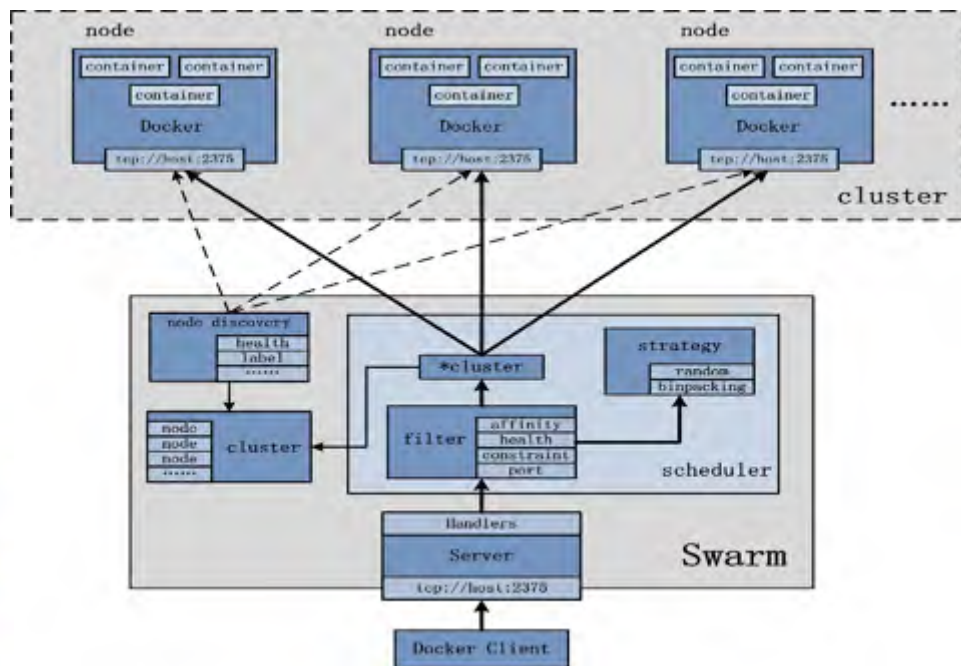 node
node
node
container container
container
Docker
tcp://host:2375
container container
container
Docker
tcp://host:2375
container container
container
Docker
tcp://host:2375
......
cluster
node discovery
health
label
......
*cluster
strategy
random
binpacking
node
node
node
......
cluster
filter
affinity
health
constraint
port
scheduler
Handlers
Server
tcp://host:2375
Swarm
Docker Client